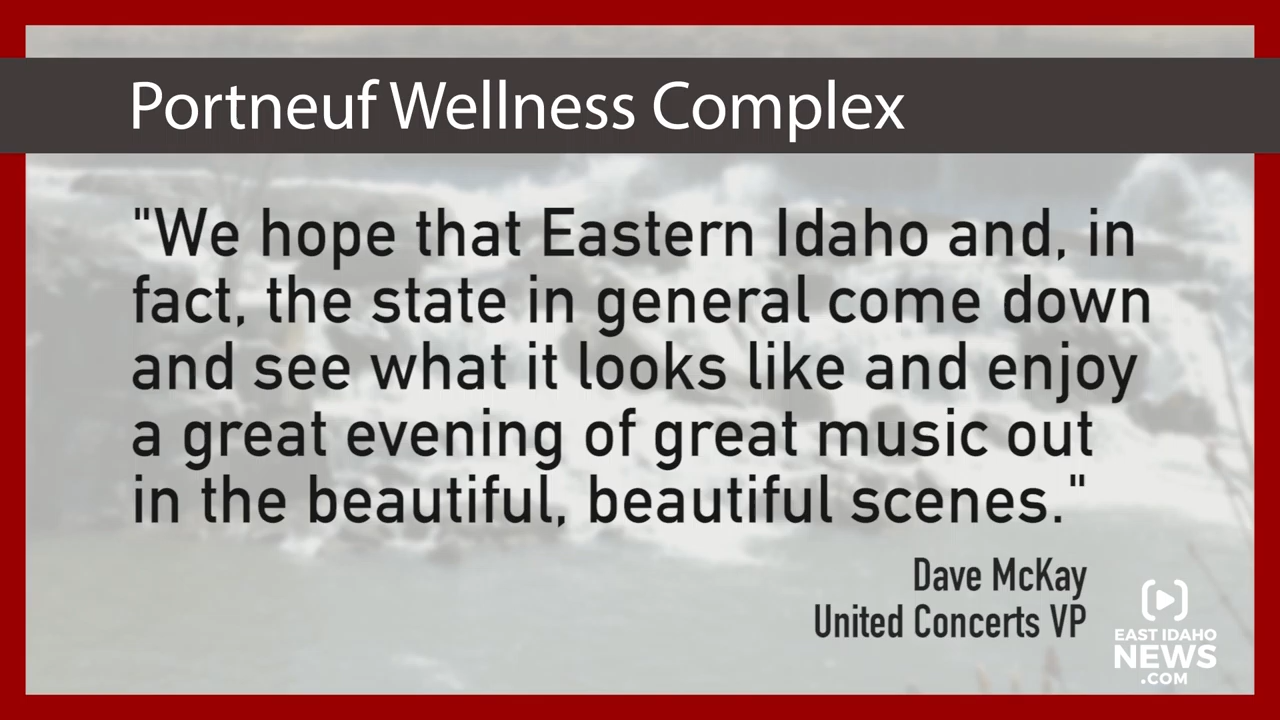 Portneuf Wellness Complex
"We hope that Eastern Idaho and, in
fact, the state in general come down
and see what it looks like and enjoy
a great evening of great music out
in the beautiful, beautiful scenes."
Dave McKay
United Concerts VP
EAST IDAHO
NEWS
.COM